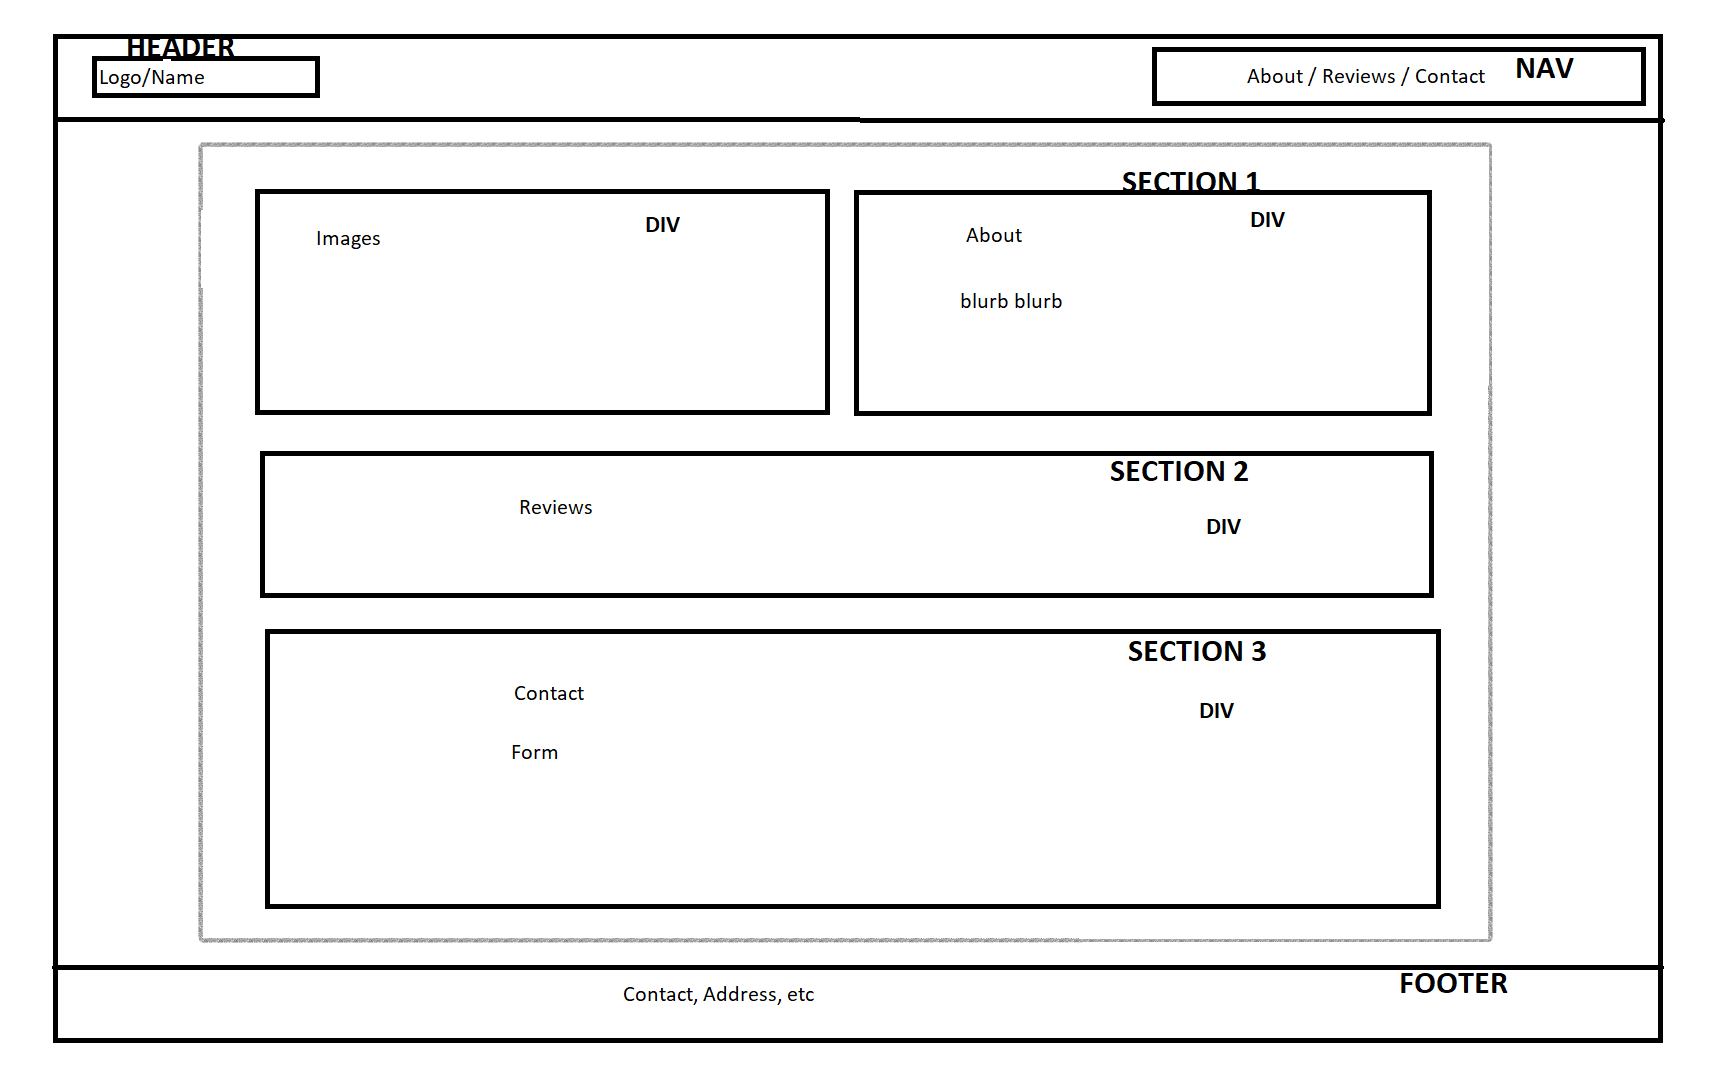 HEADER
Logo/Name
About / Reviews / Contact
NAV
SECTION 1
Images
DIV
About
DIV
blurb blurb
SECTION 2
Reviews
DIV
SECTION 3
Contact
DIV
Form
FOOTER
Contact, Address, etc